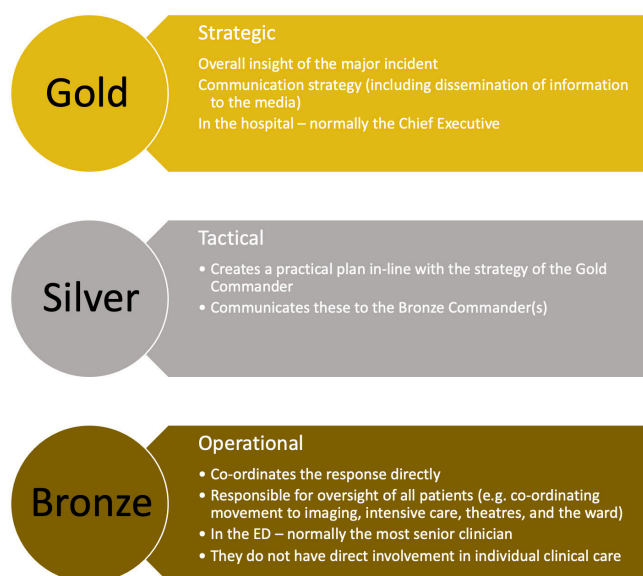 Gold
Strategic
Overall insight of the major incident
Communication strategy (including dissemination of information
to the media)
In the hospital – normally the Chief Executive
Silver
Tactical
• Creates a practical plan in-line with the strategy of the Gold
Commander
• Communicates these to the Bronze Commander(s)
Bronze
Operational
• Co-ordinates the response directly
• Responsible for oversight of all patients (e.g. co-ordinating
movement to imaging, intensive care, theatres, and the ward)
• In the ED – normally the most senior clinician
• They do not have direct involvement in individual clinical care